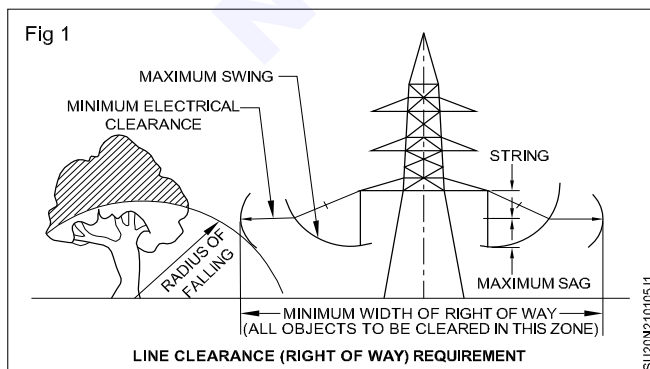 Fig 1
MAXIMUM SWING
MINIMUM ELECTRICAL
CLEARANCE
STRING
RADIUS OF
FALLING
MAXIMUM SAG
MINIMUM WIDTH OF RIGHT OF WAY
(ALL OBJECTS TO BE CLEARED IN THIS ZONE)
LINE CLEARANCE (RIGHT OF WAY) REQUIREMENT